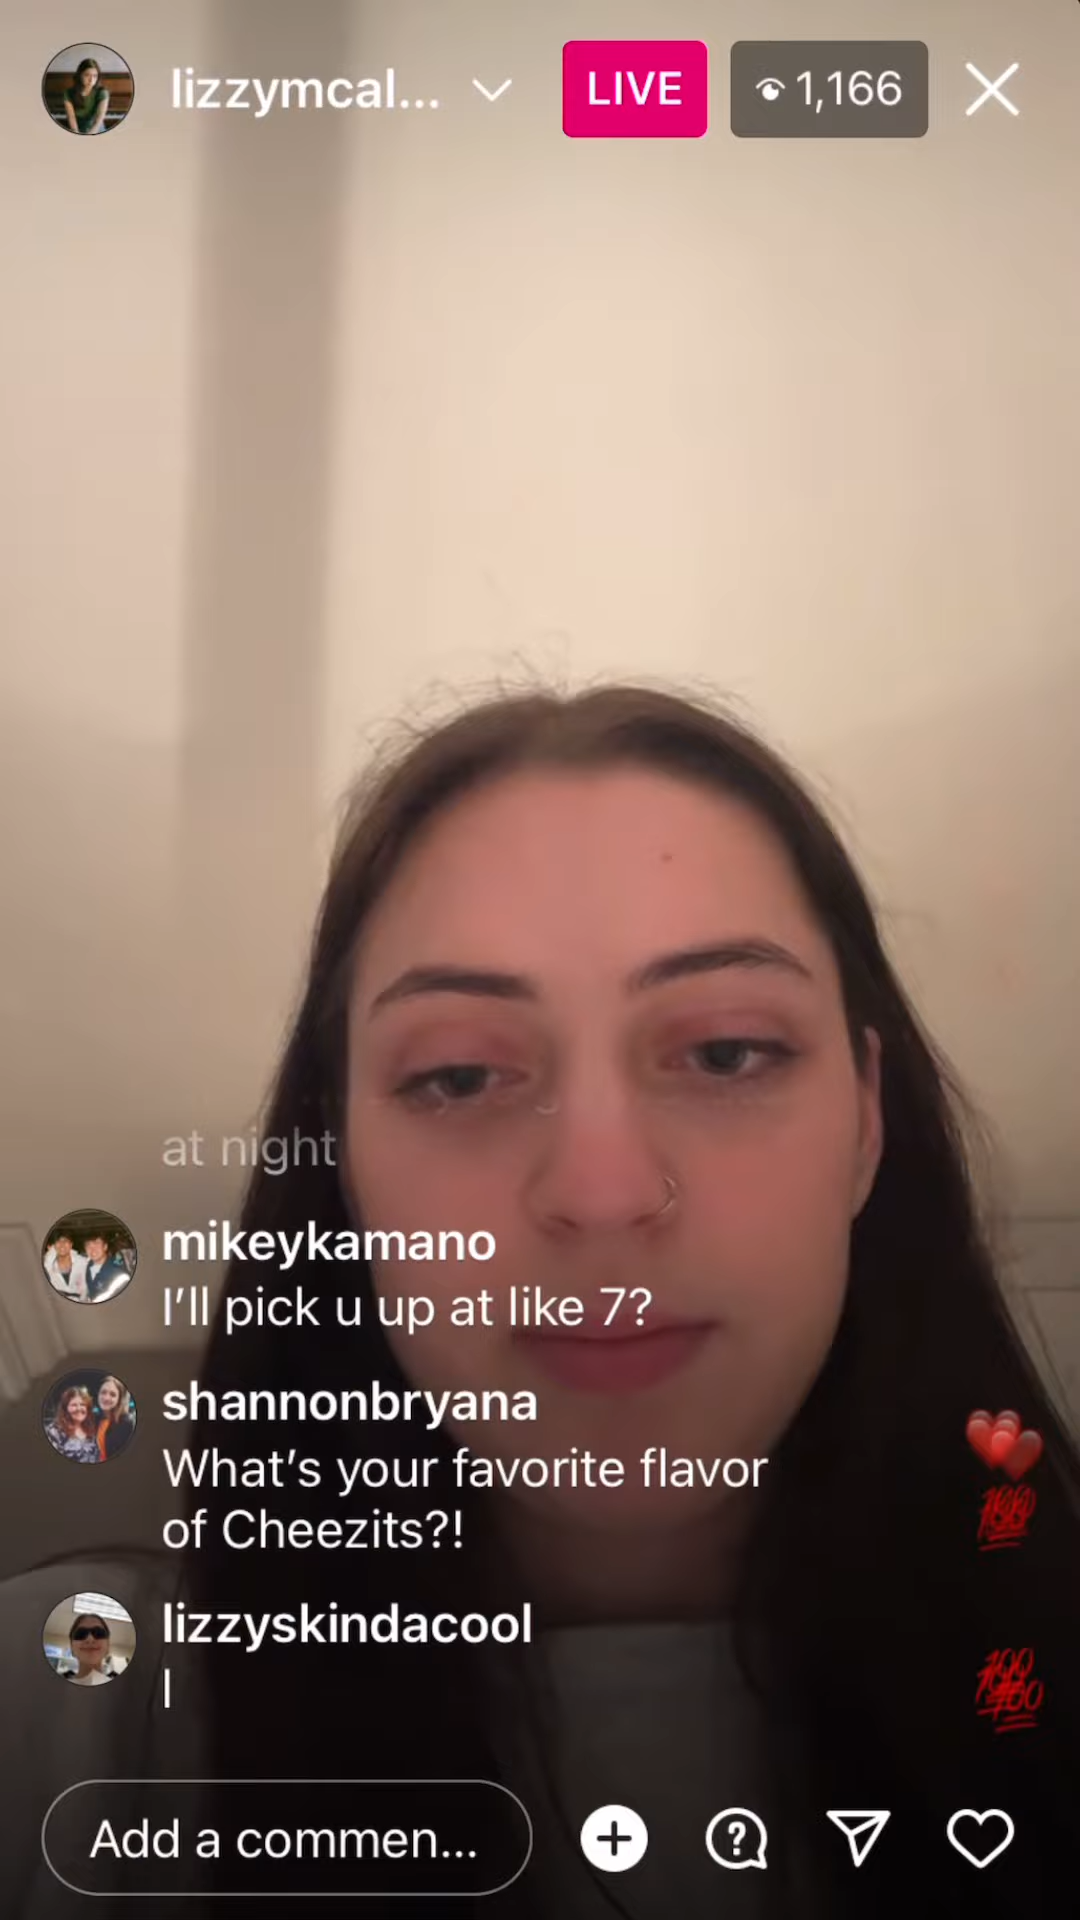 lizzymcal...
LIVE
1,166
at night
mikeykamano
I’ll pick u up at like 7?
shannonbryana
What’s your favorite flavor
of Cheezits?!
lizzyskindacool
I
Add a commen...